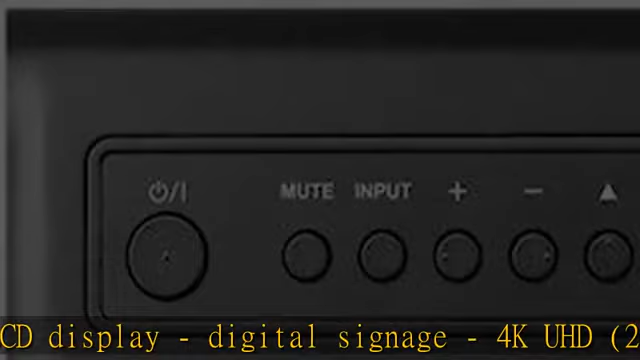 ⏻/I MUTE INPUT + − ▲
CD display - digital signage - 4K UHD (2